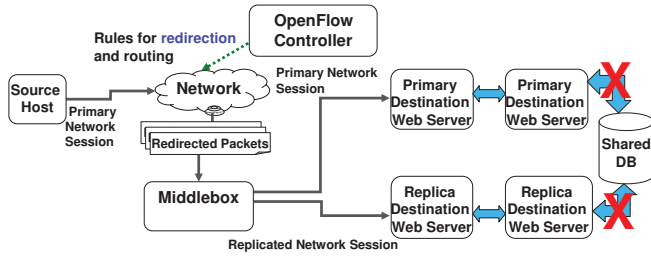 OpenFlow
Controller
Rules for redirection
and routing
Source
Host
Network
Primary
Network
Session
Primary Network
Session
Primary
Destination
Web Server
Primary
Destination
Web Server
Redirected Packets
Shared
DB
Middlebox
Replica
Destination
Web Server
Replica
Destination
Web Server
Replicated Network Session
X
X